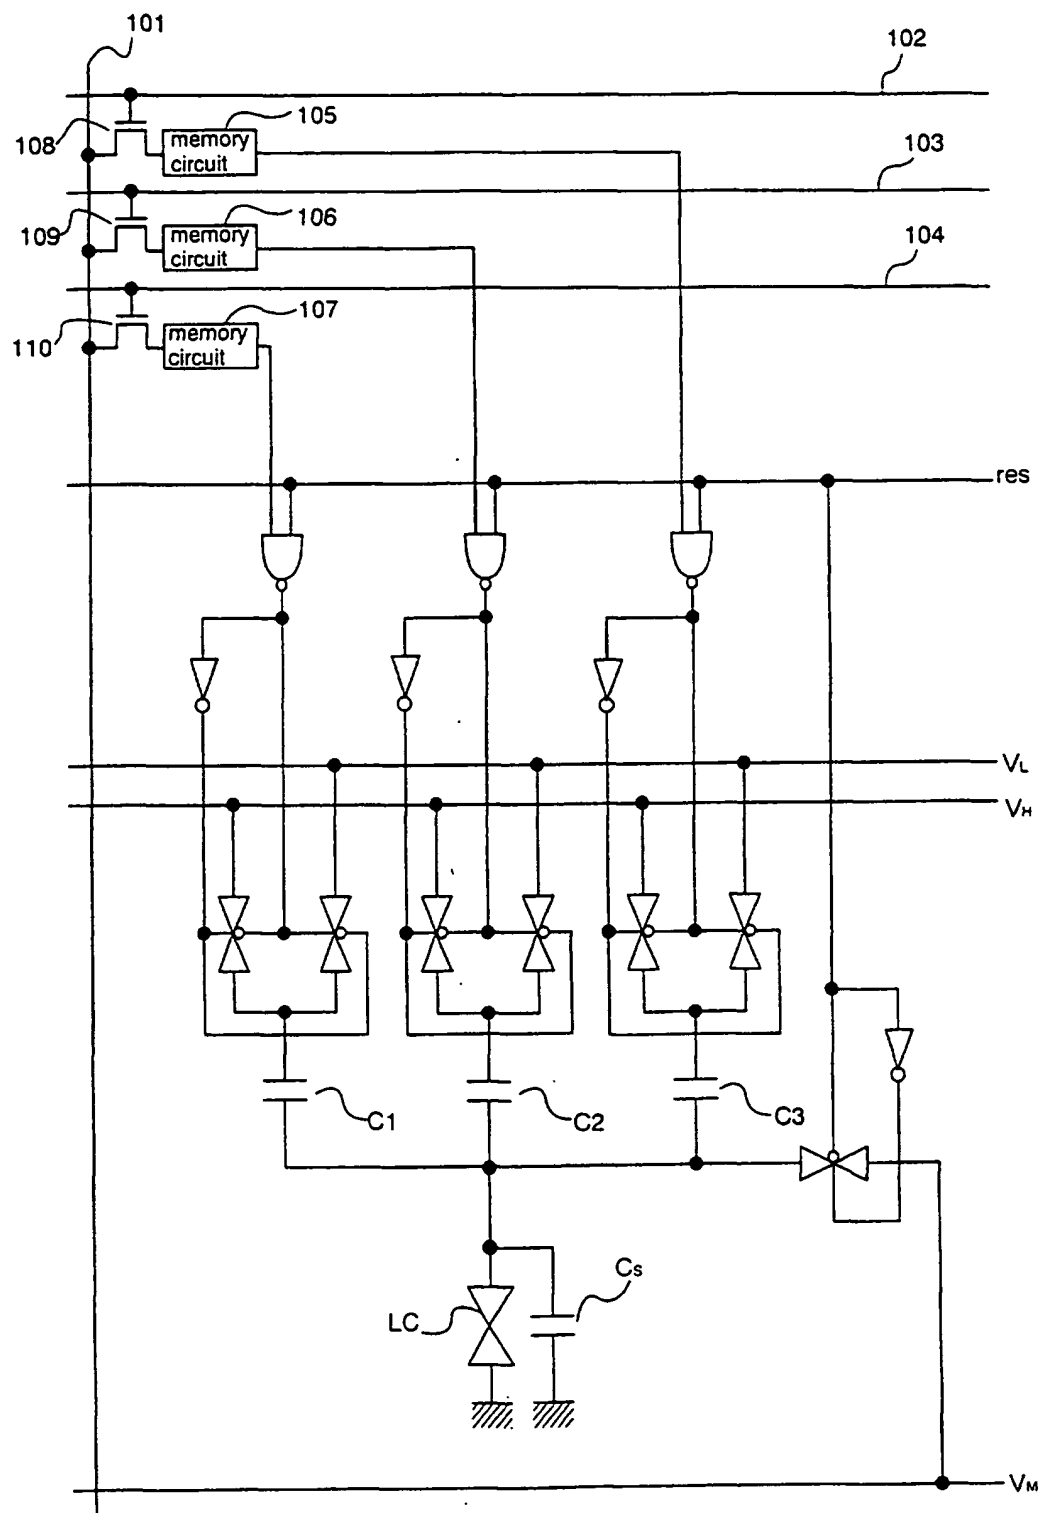 101
102
105
108
memory
circuit
103
106
109
memory
circuit
104
107
110
memory
circuit
res
VL
VH
C1
C2
C3
Cs
LC
VM